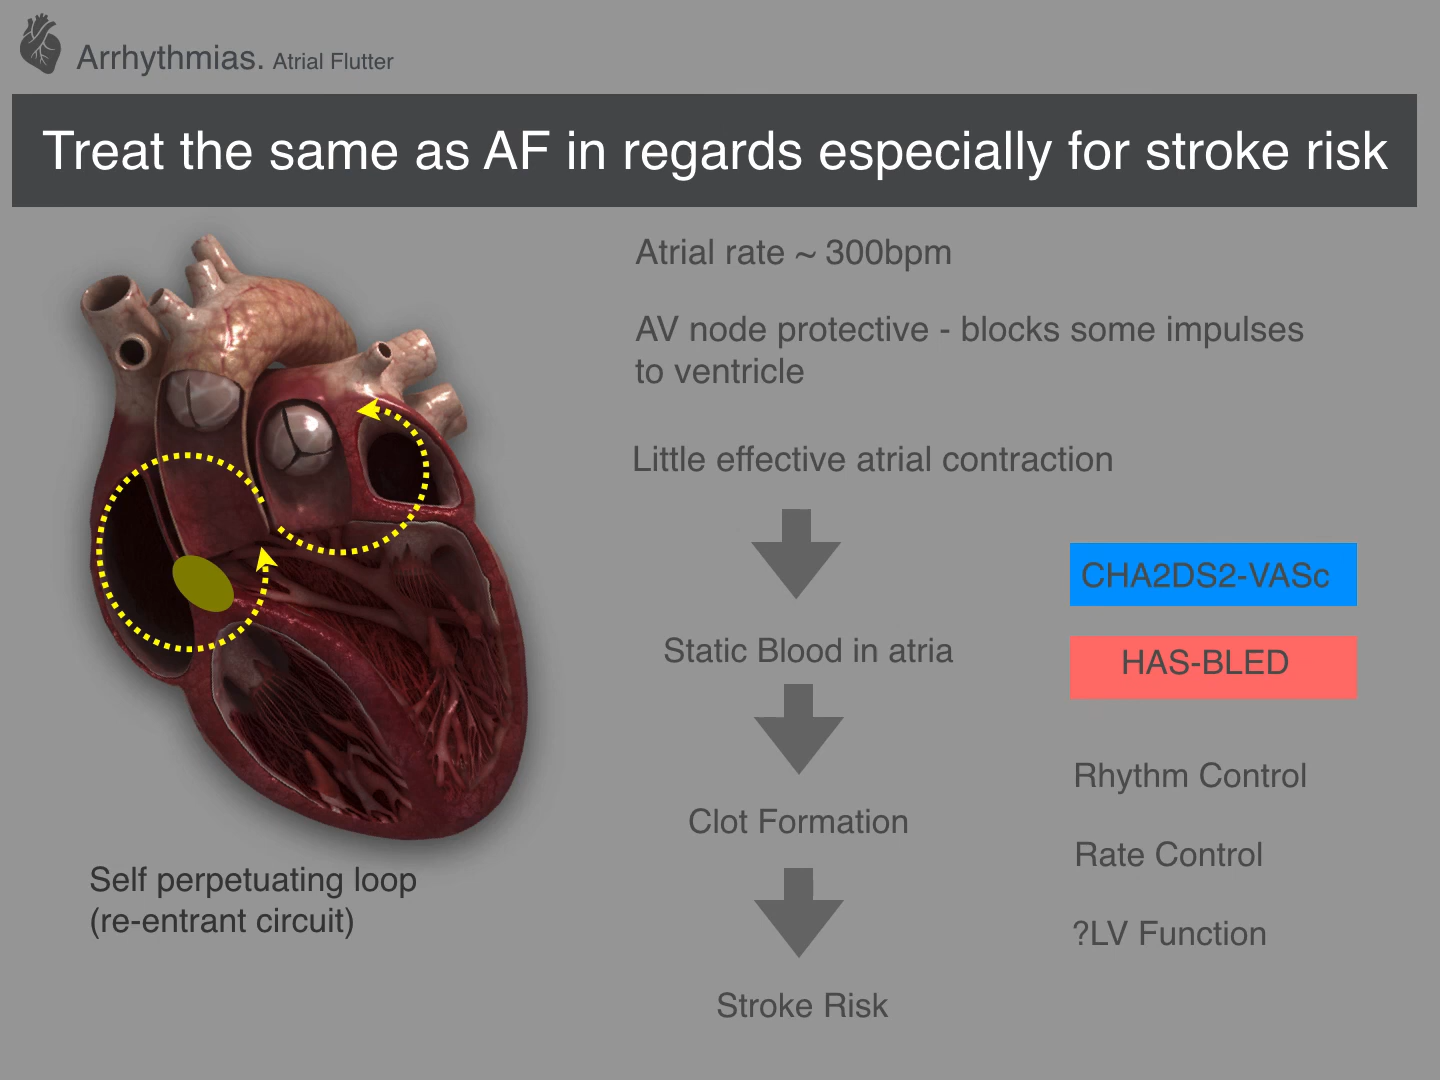 Arrhythmias. Atrial Flutter
Treat the same as AF in regards especially for stroke risk
Atrial rate ~ 300bpm
AV node protective - blocks some impulses
to ventricle
Little effective atrial contraction
Static Blood in atria
Clot Formation
Stroke Risk
CHA2DS2-VASc
HAS-BLED
Rhythm Control
Rate Control
?LV Function
Self perpetuating loop
(re-entrant circuit)